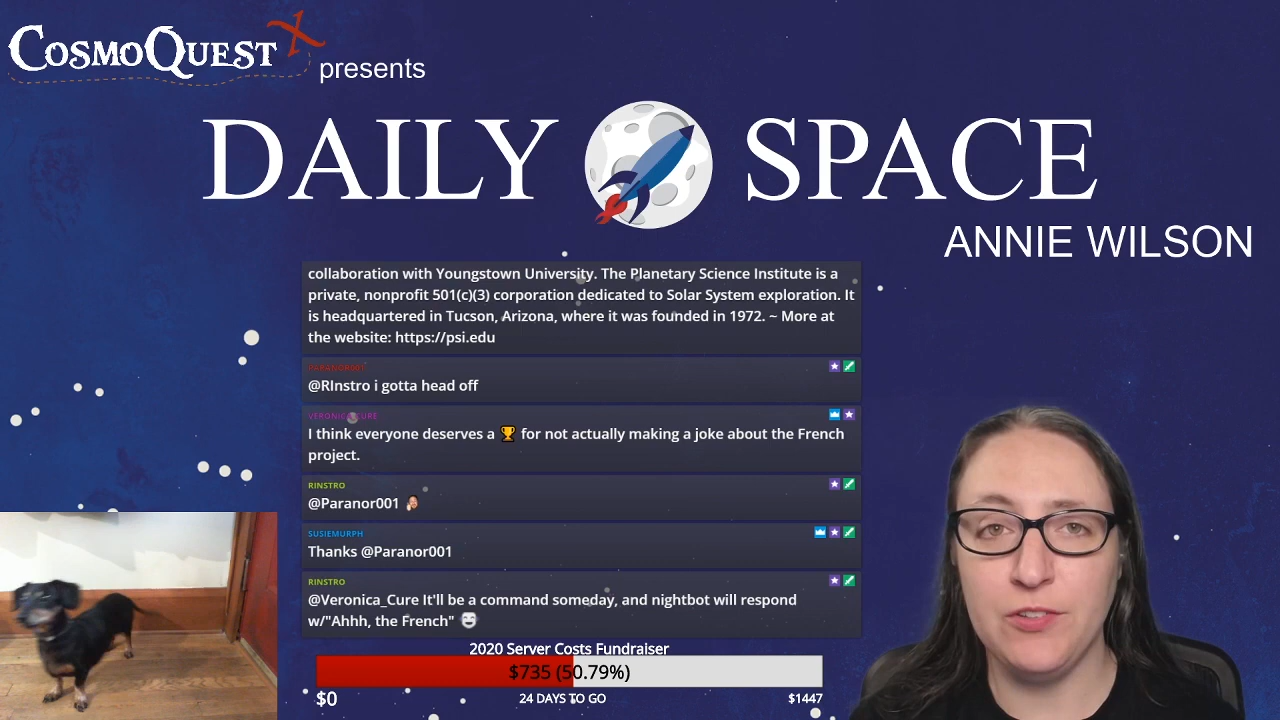 CosmoQuest X
presents
DAILY SPACE
ANNIE WILSON
collaboration with Youngstown University. The Planetary Science Institute is a
private, nonprofit 501(c)(3) corporation dedicated to Solar System exploration. It
is headquartered in Tucson, Arizona, where it was founded in 1972. ~ More at
the website: https://psi.edu
PARANOR001
@RInstro i gotta head off
VERONICA_CURE
I think everyone deserves a 🏆 for not actually making a joke about the French
project.
RINSTRO
@Paranor001
SUSIEMURPH
Thanks @Paranor001
RINSTRO
@Veronica_Cure It'll be a command someday, and nightbot will respond
w/"Ahhh, the French"
2020 Server Costs Fundraiser
$735 (50.79%)
$0 24 DAYS TO GO $1447